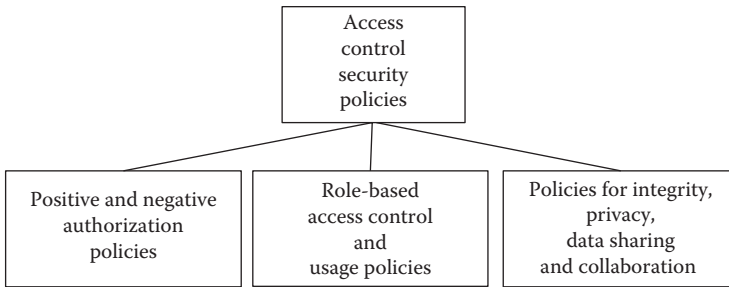 Access
control
security
policies
Positive and negative
authorization
policies
Role-based
access control
and
usage policies
Policies for integrity,
privacy,
data sharing
and collaboration